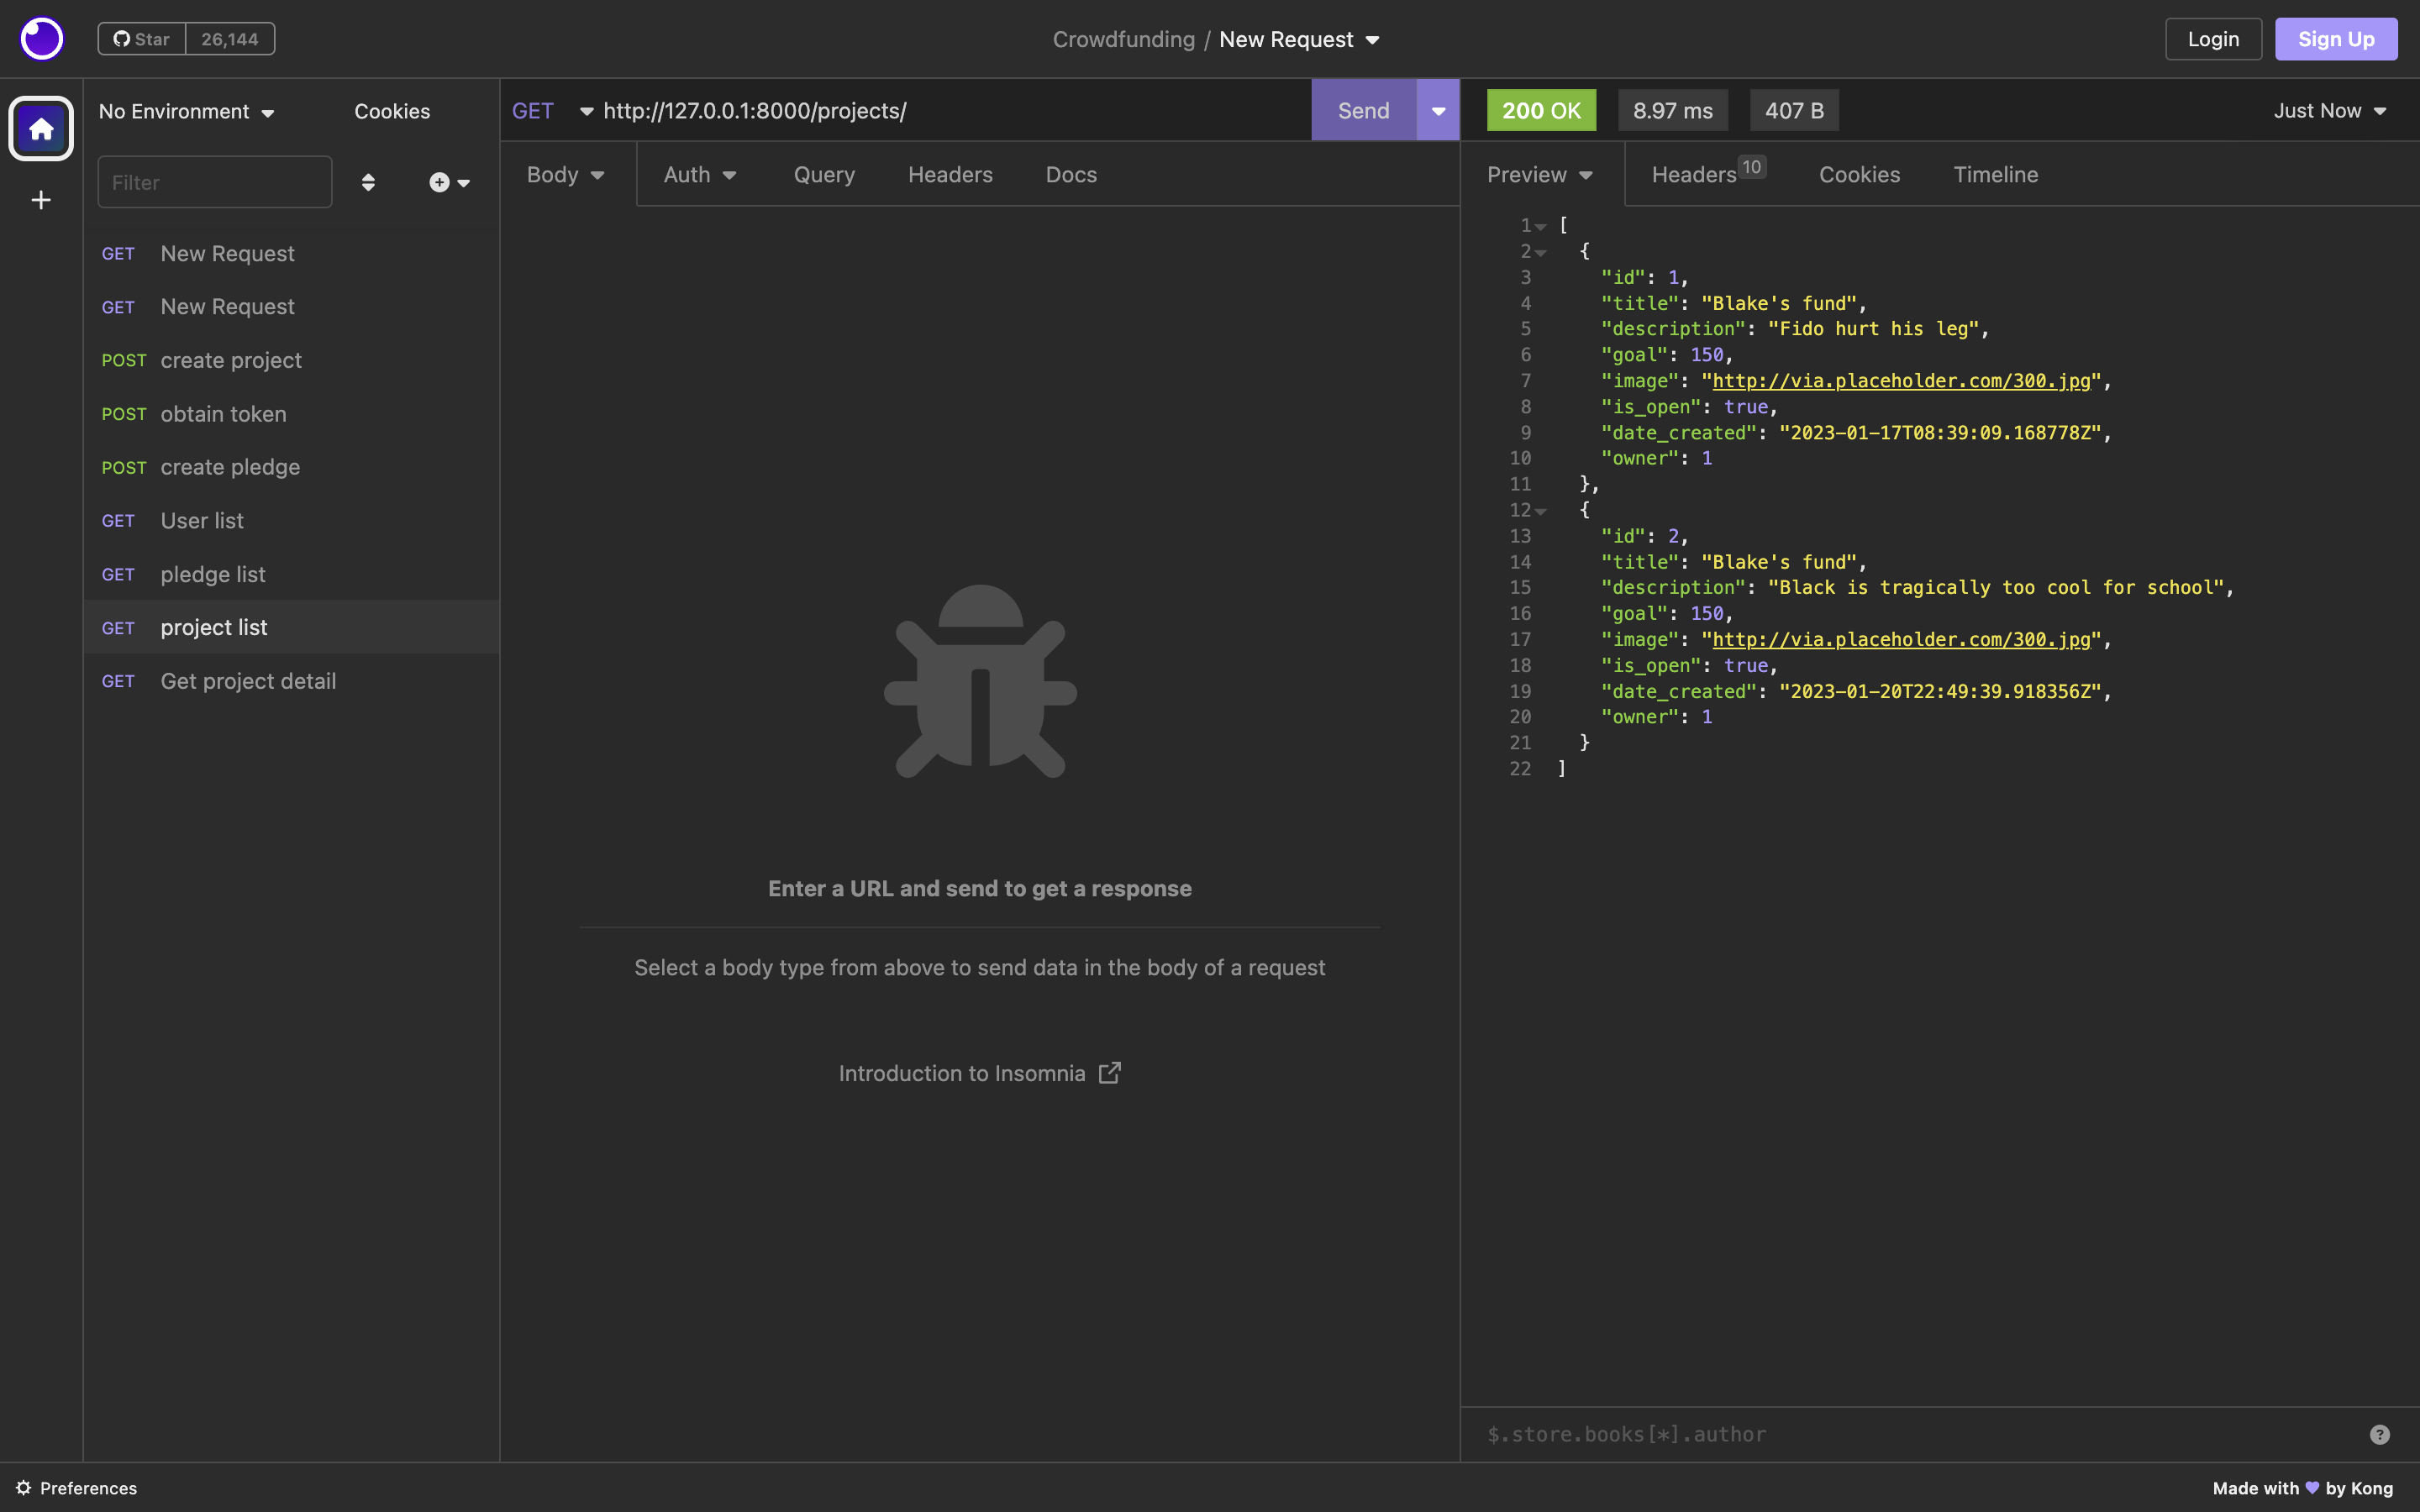 Star 26,144
Crowdfunding / New Request
Login
Sign Up
No Environment
Cookies
Filter
GET New Request
GET New Request
POST create project
POST obtain token
POST create pledge
GET User list
GET pledge list
GET project list
GET Get project detail
GET http://127.0.0.1:8000/projects/
Send
Body
Auth
Query
Headers
Docs
Enter a URL and send to get a response
Select a body type from above to send data in the body of a request
Introduction to Insomnia
200 OK
8.97 ms
407 B
Just Now
Preview
Headers 10
Cookies
Timeline
1 [
2 {
3 "id": 1,
4 "title": "Blake's fund",
5 "description": "Fido hurt his leg",
6 "goal": 150,
7 "image": "http://via.placeholder.com/300.jpg",
8 "is_open": true,
9 "date_created": "2023-01-17T08:39:09.168778Z",
10 "owner": 1
11 },
12 {
13 "id": 2,
14 "title": "Blake's fund",
15 "description": "Black is tragically too cool for school",
16 "goal": 150,
17 "image": "http://via.placeholder.com/300.jpg",
18 "is_open": true,
19 "date_created": "2023-01-20T22:49:39.918356Z",
20 "owner": 1
21 }
22 ]
$.store.books[*].author
?
Preferences
Made with 💜 by Kong